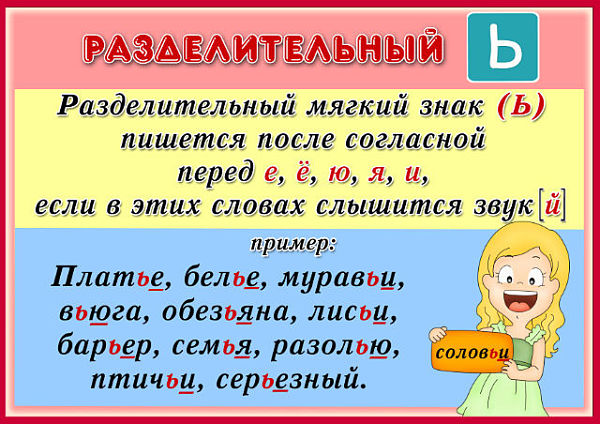 РАЗДЕЛИТЕЛЬНЫЙ Ь
Разделительный мягкий знак (Ь)
пишется после согласной
перед е, ё, ю, я, и,
если в этих словах слышится звук [й]
пример:
Платье, белье, муравьи,
вьюга, обезьяна, лисьи,
барьер, семья, разолью,
птичьи, серьезный.
соловьи